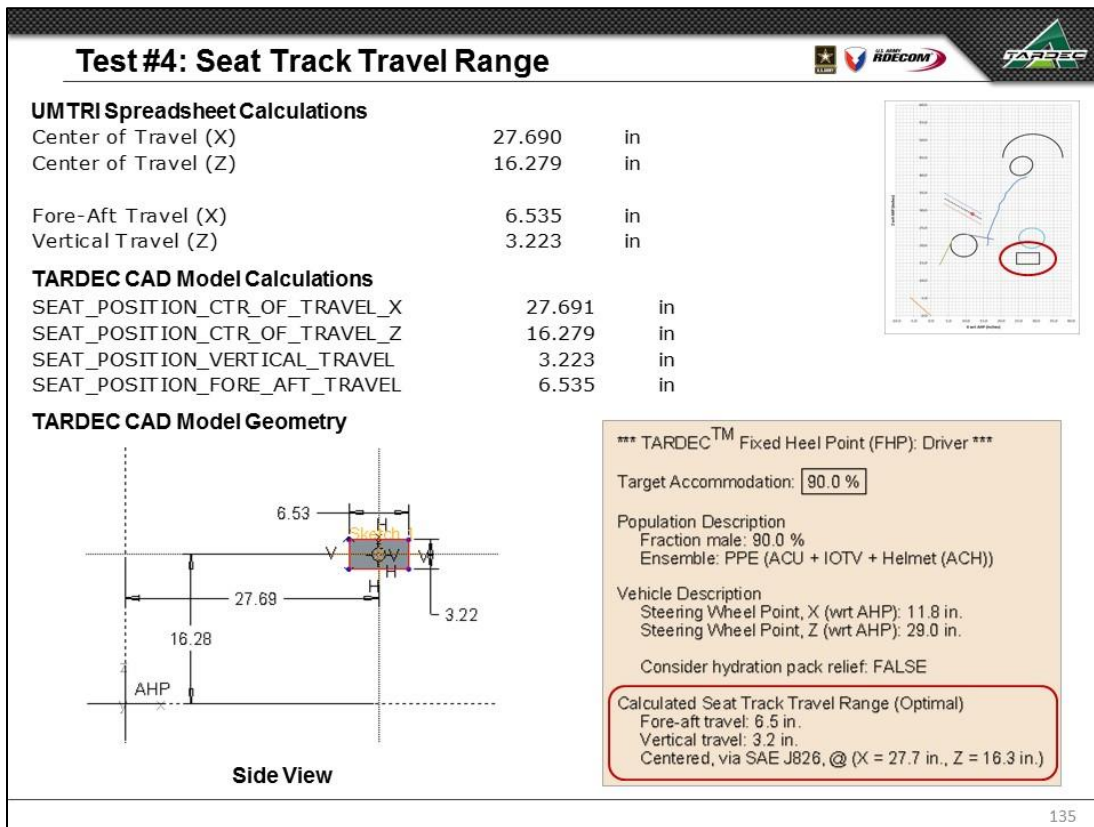 Test #4: Seat Track Travel Range
U.S. ARMY
U.S. ARMY
RDECOM
TARDEC
UMTRI Spreadsheet Calculations
Center of Travel (X) 27.690 in
Center of Travel (Z) 16.279 in
Fore-Aft Travel (X) 6.535 in
Vertical Travel (Z) 3.223 in
TARDEC CAD Model Calculations
SEAT_POSITION_CTR_OF_TRAVEL_X 27.691 in
SEAT_POSITION_CTR_OF_TRAVEL_Z 16.279 in
SEAT_POSITION_VERTICAL_TRAVEL 3.223 in
SEAT_POSITION_FORE_AFT_TRAVEL 6.535 in
TARDEC CAD Model Geometry
6.53
H
Sketch 1
V V V
H
H
27.69
3.22
16.28
z
AHP
y x
Side View
*** TARDEC™ Fixed Heel Point (FHP): Driver ***
Target Accommodation: 90.0 %
Population Description
Fraction male: 90.0 %
Ensemble: PPE (ACU + IOTV + Helmet (ACH))
Vehicle Description
Steering Wheel Point, X (wrt AHP): 11.8 in.
Steering Wheel Point, Z (wrt AHP): 29.0 in.
Consider hydration pack relief: FALSE
Calculated Seat Track Travel Range (Optimal)
Fore-aft travel: 6.5 in.
Vertical travel: 3.2 in.
Centered, via SAE J826, @ (X = 27.7 in., Z = 16.3 in.)
135